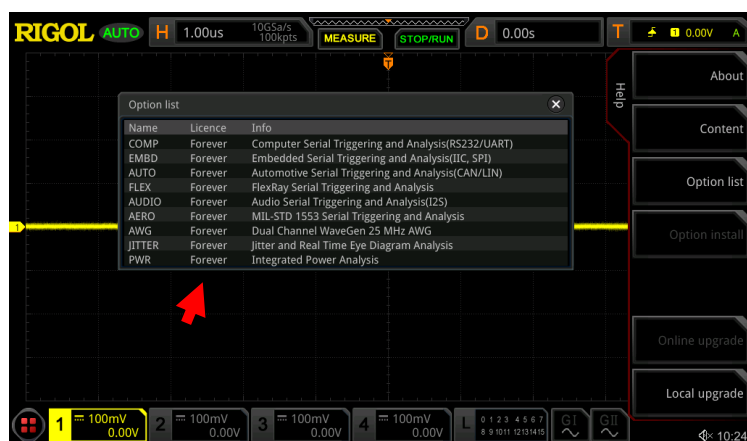 RIGOL AUTO H 1.00us 10GSa/s 100kpts MEASURE STOP/RUN D 0.00s T 1 0.00V A
T
Help
About
Content
Option list
Option install
Online upgrade
Local upgrade
Option list
Name Licence Info
COMP Forever Computer Serial Triggering and Analysis(RS232/UART)
EMBD Forever Embedded Serial Triggering and Analysis(IIC, SPI)
AUTO Forever Automotive Serial Triggering and Analysis(CAN/LIN)
FLEX Forever FlexRay Serial Triggering and Analysis
AUDIO Forever Audio Serial Triggering and Analysis(I2S)
AERO Forever MIL-STD 1553 Serial Triggering and Analysis
AWG Forever Dual Channel WaveGen 25 MHz AWG
JITTER Forever Jitter and Real Time Eye Diagram Analysis
PWR Forever Integrated Power Analysis
1
1 100mV 0.00V 2 100mV 0.00V 3 100mV 0.00V 4 100mV 0.00V L 0 1 2 3 4 5 6 7 8 9 10 11 12 13 14 15 GI GII 10:24